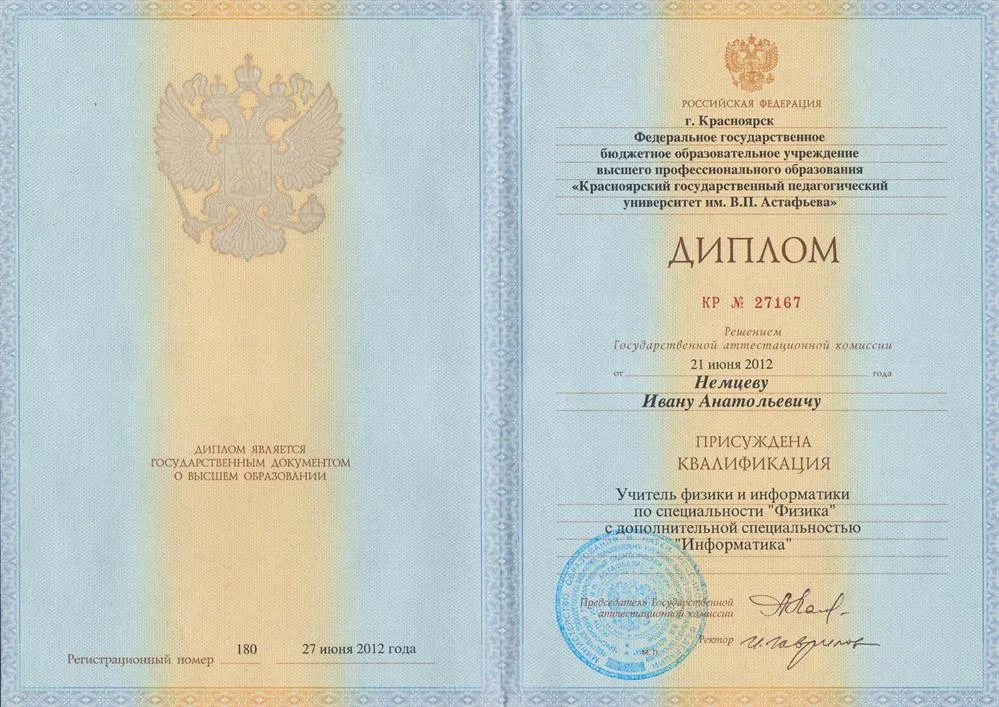 ДИПЛОМ ЯВЛЯЕТСЯ
ГОСУДАРСТВЕННЫМ ДОКУМЕНТОМ
О ВЫСШЕМ ОБРАЗОВАНИИ
Регистрационный номер 180 27 июня 2012 года
РОССИЙСКАЯ ФЕДЕРАЦИЯ
г. Красноярск
Федеральное государственное
бюджетное образовательное учреждение
высшего профессионального образования
«Красноярский государственный педагогический
университет им. В.П. Астафьева»
ДИПЛОМ
КР № 27167
Решением
Государственной аттестационной комиссии
от 21 июня 2012 года
Немцеву
Ивану Анатольевичу
ПРИСУЖДЕНА
КВАЛИФИКАЦИЯ
Учитель физики и информатики
по специальности "Физика"
с дополнительной специальностью
"Информатика"
Председатель Государственной
аттестационной комиссии
Ректор
М.П.